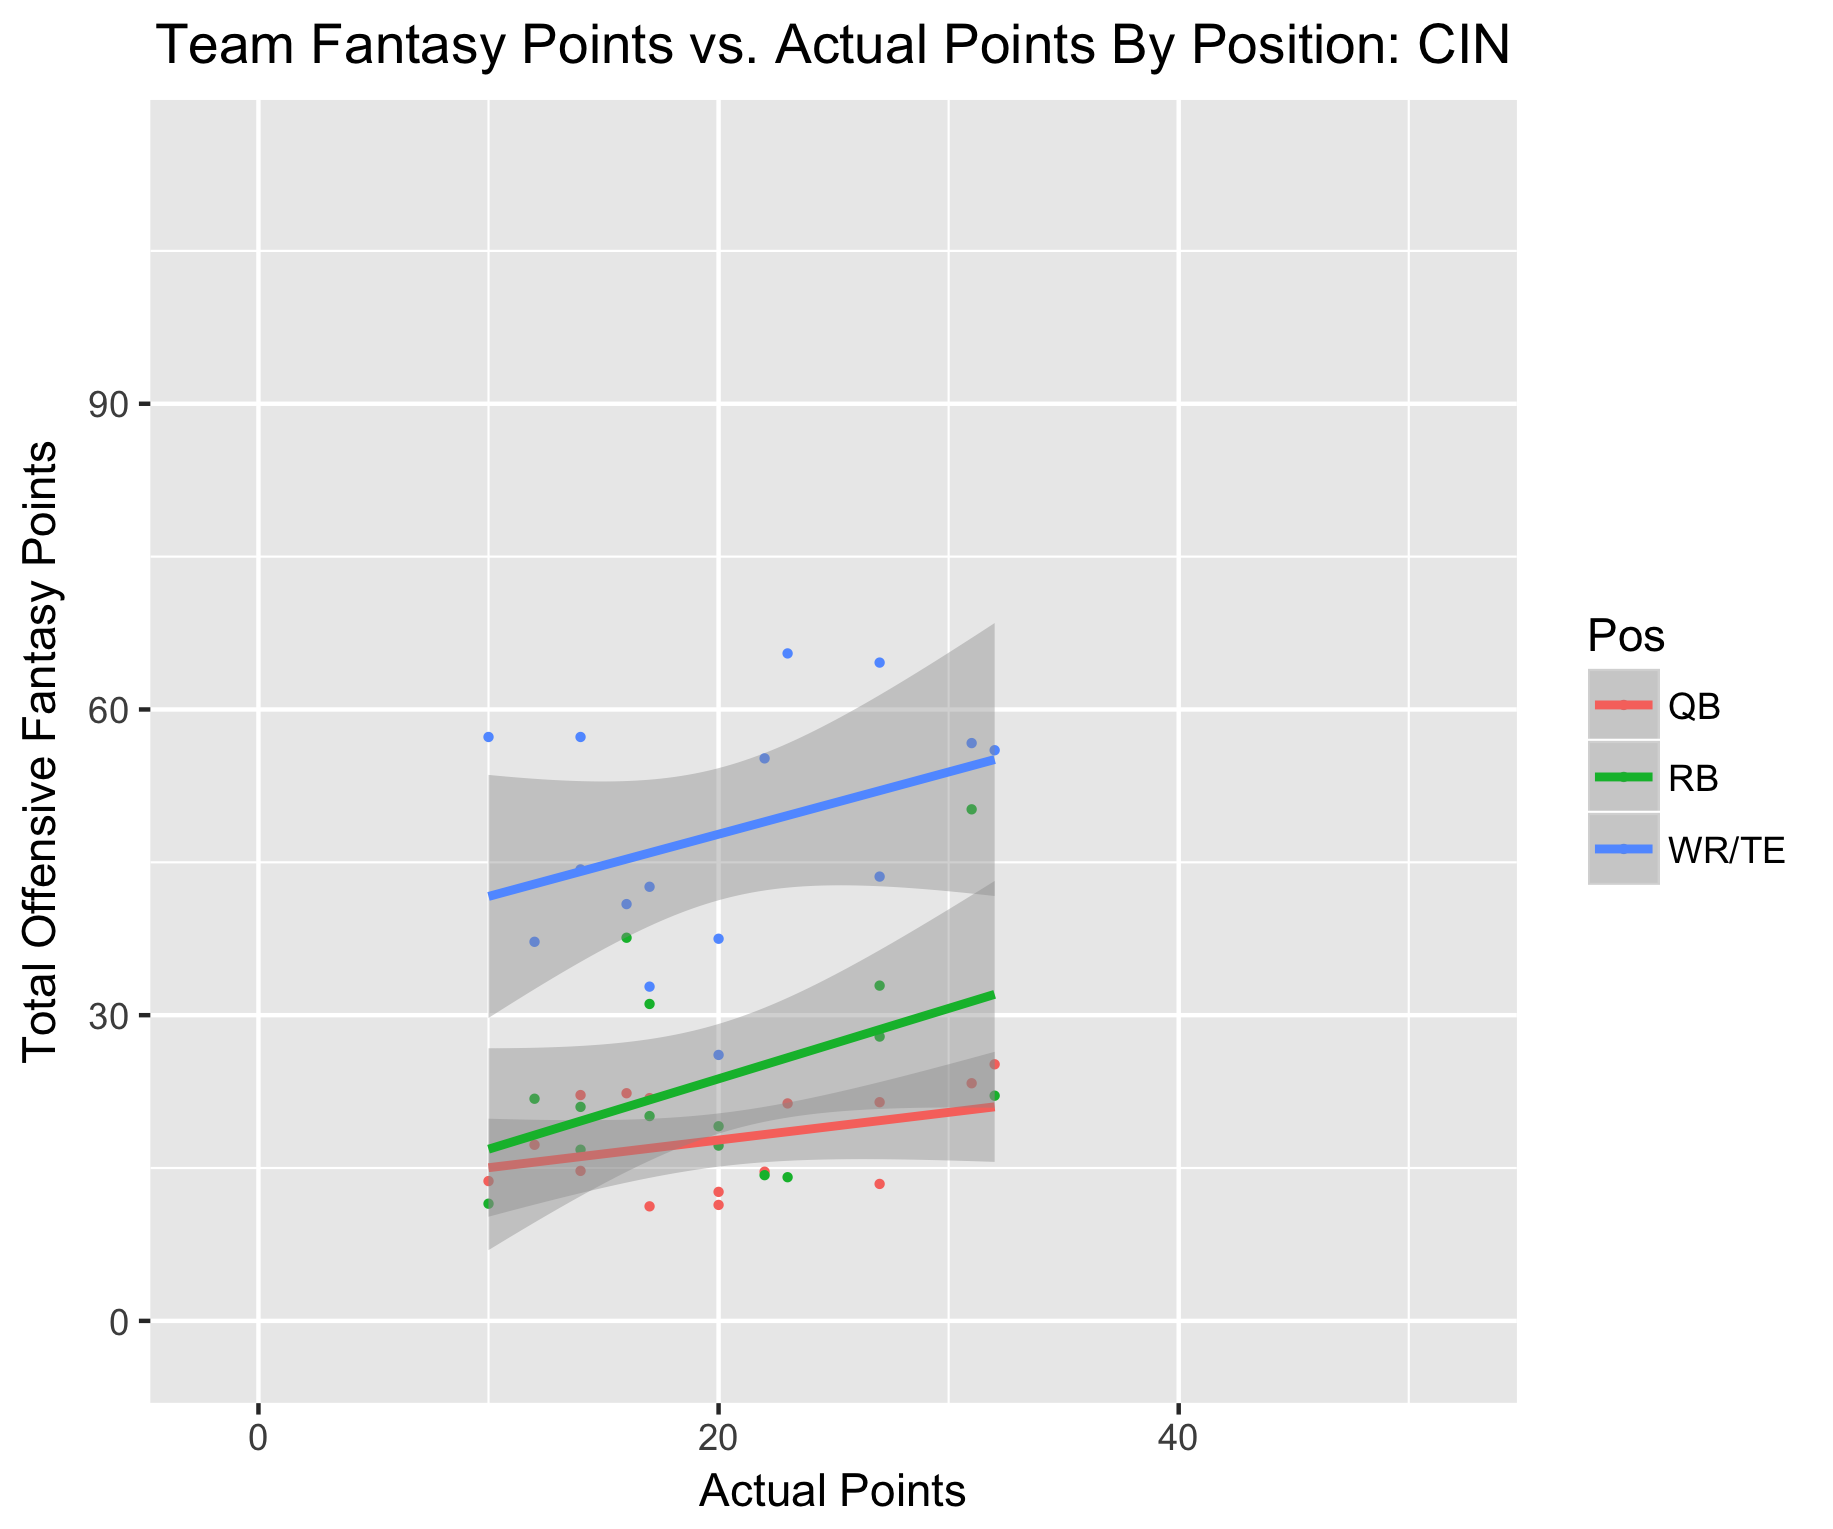 Team Fantasy Points vs. Actual Points By Position: CIN
Total Offensive Fantasy Points
90
60
30
0
0
20
40
Actual Points
Pos
QB
RB
WR/TE